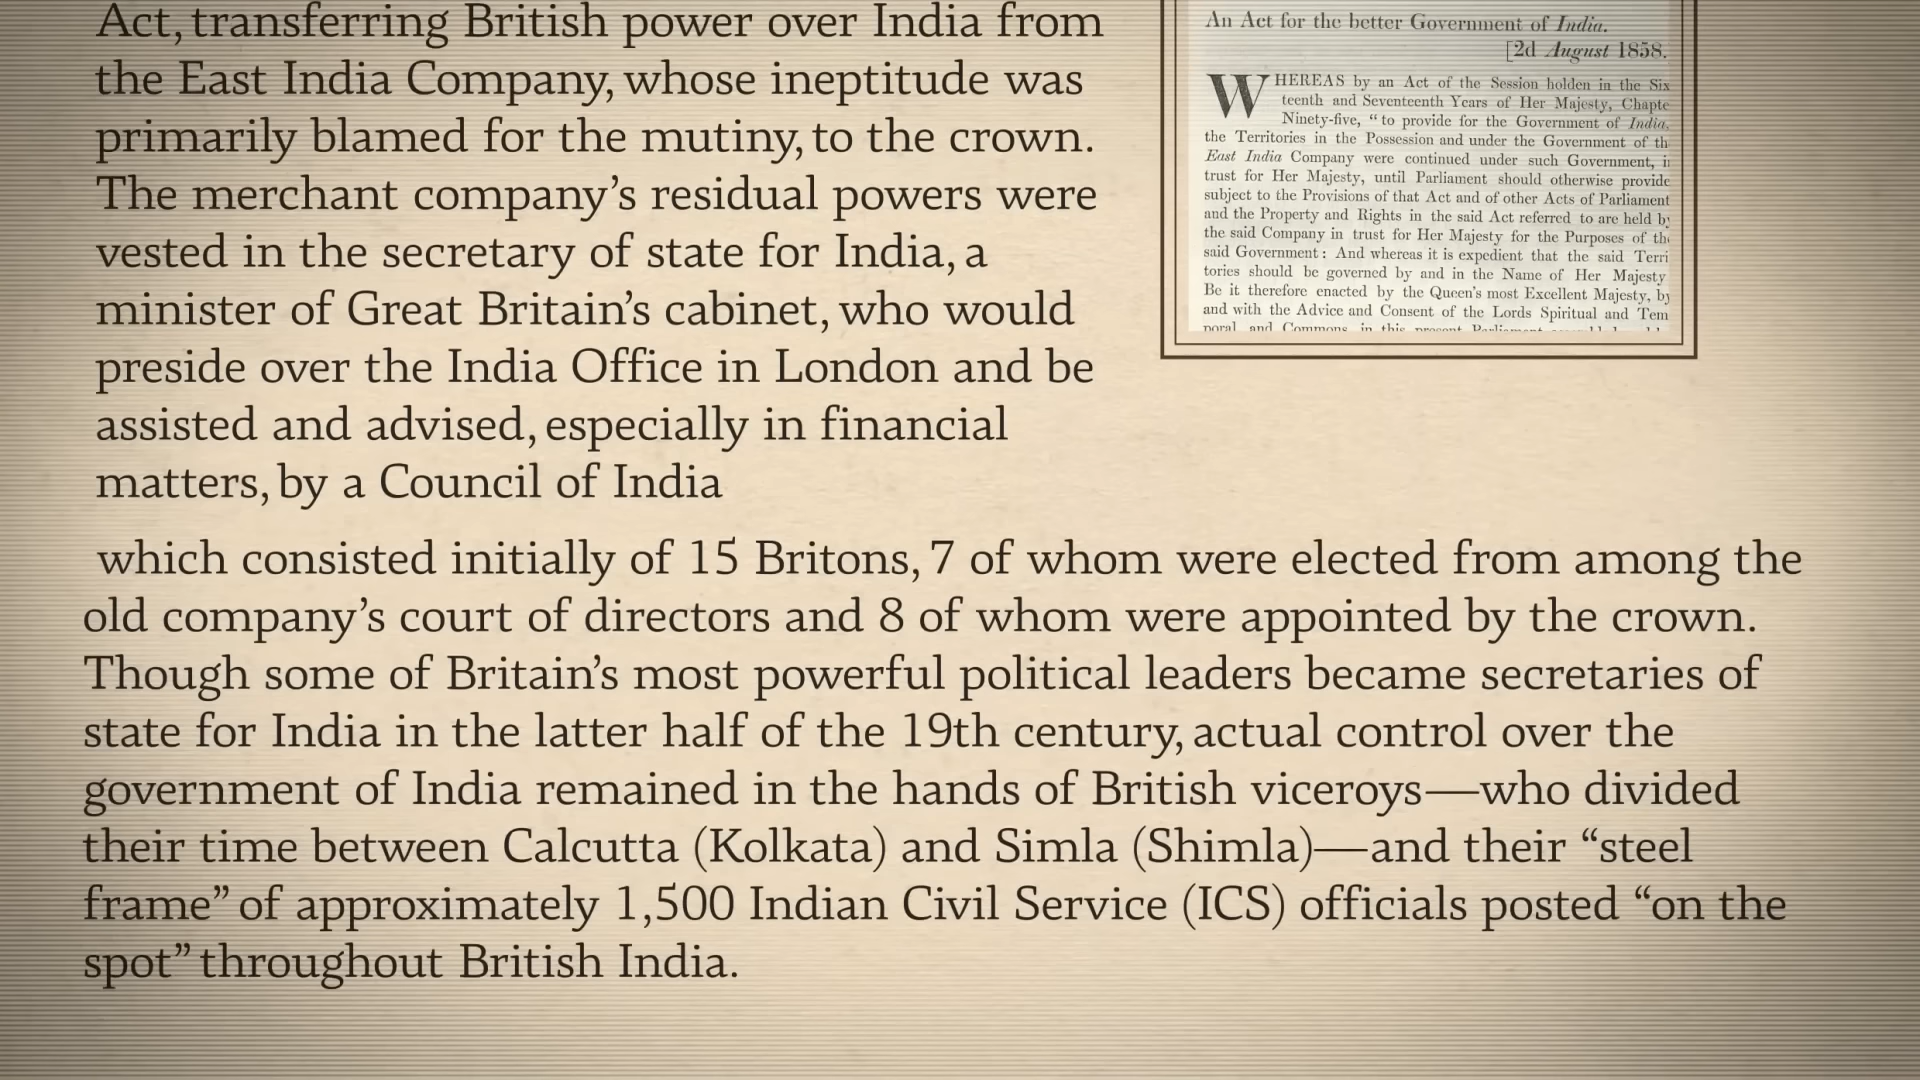 Act, transferring British power over India from
the East India Company, whose ineptitude was
primarily blamed for the mutiny, to the crown.
The merchant company’s residual powers were
vested in the secretary of state for India, a
minister of Great Britain’s cabinet, who would
preside over the India Office in London and be
assisted and advised, especially in financial
matters, by a Council of India
An Act for the better Government of India.
[2d August 1858.
WHEREAS by an Act of the Session holden in the Six
teenth and Seventeenth Years of Her Majesty, Chapte
Ninety-five, “to provide for the Government of India,
the Territories in the Possession and under the Government of th
East India Company were continued under such Government, i
trust for Her Majesty, until Parliament should otherwise provide
subject to the Provisions of that Act and of other Acts of Parliament
and the Property and Rights in the said Act referred to are held by
the said Company in trust for Her Majesty for the Purposes of the
said Government: And whereas it is expedient that the said Terri
tories should be governed by and in the Name of Her Majesty
Be it therefore enacted by the Queen’s most Excellent Majesty, by
and with the Advice and Consent of the Lords Spiritual and Tem
poral and Commons in this present
which consisted initially of 15 Britons, 7 of whom were elected from among the
old company’s court of directors and 8 of whom were appointed by the crown.
Though some of Britain’s most powerful political leaders became secretaries of
state for India in the latter half of the 19th century, actual control over the
government of India remained in the hands of British viceroys—who divided
their time between Calcutta (Kolkata) and Simla (Shimla)—and their “steel
frame” of approximately 1,500 Indian Civil Service (ICS) officials posted “on the
spot” throughout British India.